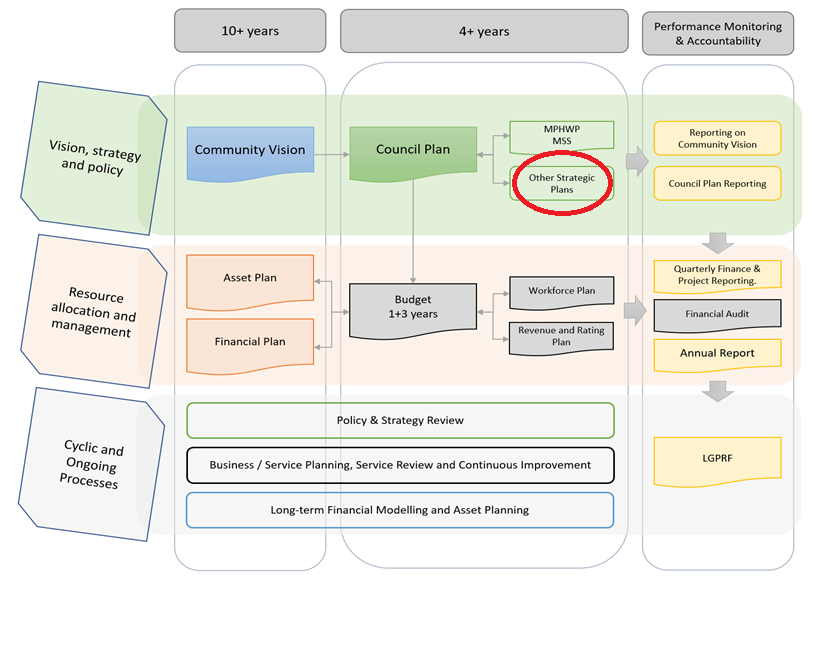 10+ years
4+ years
Performance Monitoring
& Accountability
Vision, strategy
and policy
Community Vision
Council Plan
MPHWP
MSS
Other Strategic
Plans
Reporting on
Community Vision
Council Plan Reporting
Resource
allocation and
management
Asset Plan
Financial Plan
Budget
1+3 years
Workforce Plan
Revenue and Rating
Plan
Quarterly Finance &
Project Reporting.
Financial Audit
Annual Report
Cyclic and
Ongoing
Processes
Policy & Strategy Review
Business / Service Planning, Service Review and Continuous Improvement
Long-term Financial Modelling and Asset Planning
LGPRF